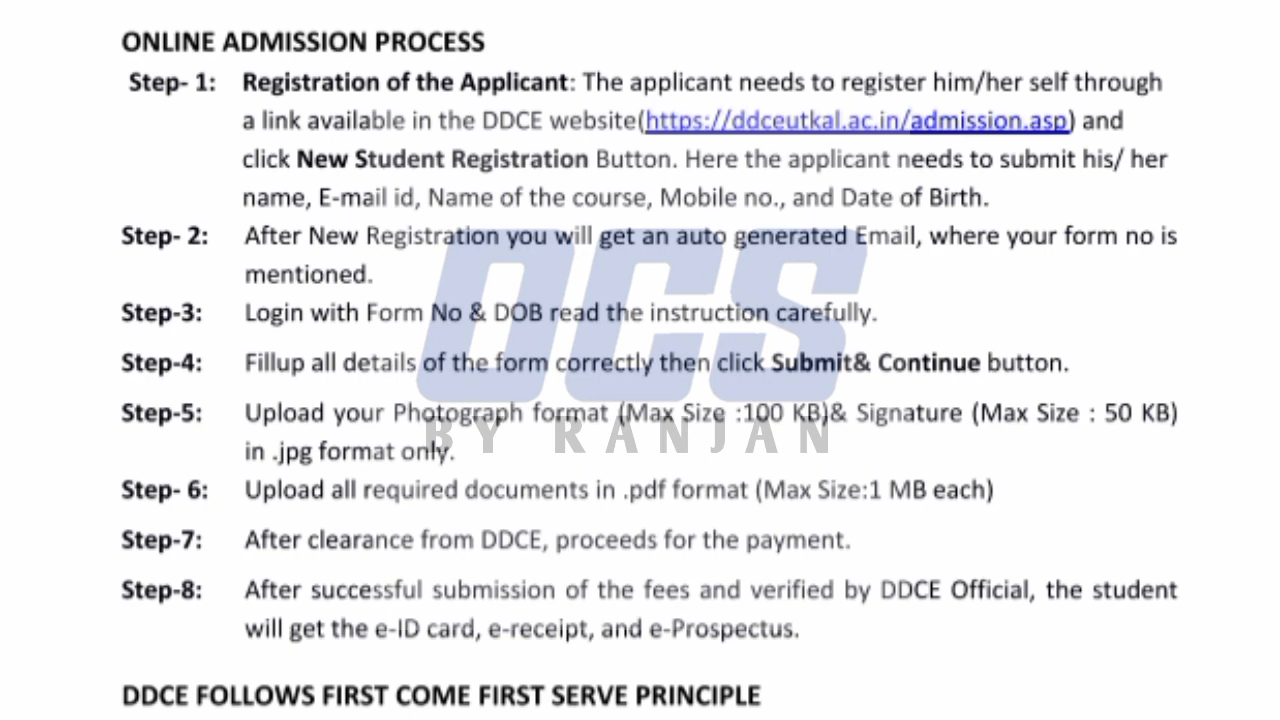 ONLINE ADMISSION PROCESS
Step- 1: Registration of the Applicant: The applicant needs to register him/her self through
a link available in the DDCE website(https://ddceutkal.ac.in/admission.asp) and
click New Student Registration Button. Here the applicant needs to submit his/ her
name, E-mail id, Name of the course, Mobile no., and Date of Birth.
Step- 2: After New Registration you will get an auto generated Email, where your form no is
mentioned.
Step-3: Login with Form No & DOB read the instruction carefully.
Step-4: Fillup all details of the form correctly then click Submit& Continue button.
Step-5: Upload your Photograph format (Max Size :100 KB)& Signature (Max Size : 50 KB)
in .jpg format only.
Step- 6: Upload all required documents in .pdf format (Max Size:1 MB each)
Step-7: After clearance from DDCE, proceeds for the payment.
Step-8: After successful submission of the fees and verified by DDCE Official, the student
will get the e-ID card, e-receipt, and e-Prospectus.
DDCE FOLLOWS FIRST COME FIRST SERVE PRINCIPLE
OCS
BY RANJAN